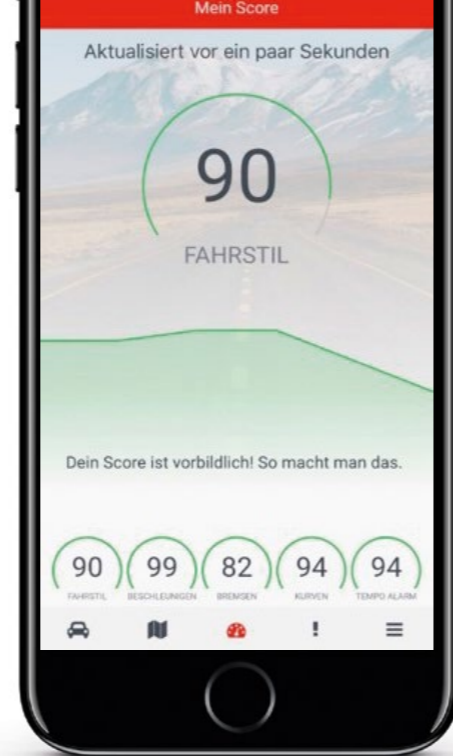 Mein Score
Aktualisiert vor ein paar Sekunden
90
FAHRSTIL
Dein Score ist vorbildlich! So macht man das.
90 99 82 94 94
FAHRSTIL BESCHLEUNIGEN BREMSEN KURVEN TEMPO ALARM